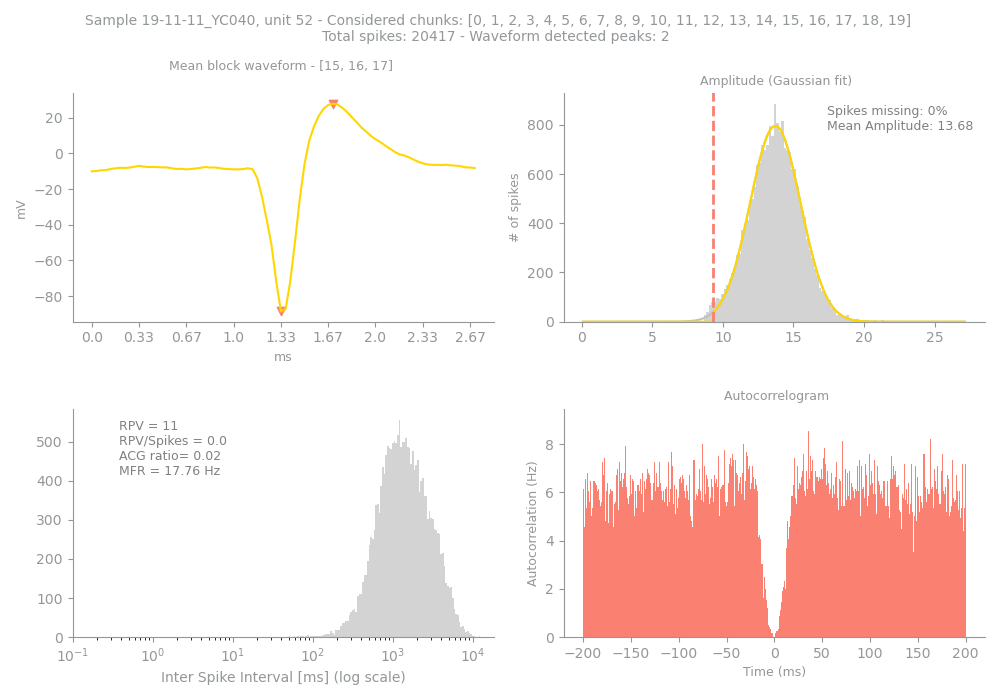 Sample 19-11-11_YC040, unit 52 - Considered chunks: [0, 1, 2, 3, 4, 5, 6, 7, 8, 9, 10, 11, 12, 13, 14, 15, 16, 17, 18, 19]
Total spikes: 20417 - Waveform detected peaks: 2
Mean block waveform - [15, 16, 17]
20
0
−20
−40
−60
−80
mV
0.0 0.33 0.67 1.0 1.33 1.67 2.0 2.33 2.67
ms
Amplitude (Gaussian fit)
Spikes missing: 0%
Mean Amplitude: 13.68
800
600
400
200
0
# of spikes
0 5 10 15 20 25
RPV = 11
RPV/Spikes = 0.0
ACG ratio= 0.02
MFR = 17.76 Hz
500
400
300
200
100
0
10⁻¹ 10⁰ 10¹ 10² 10³ 10⁴
Inter Spike Interval [ms] (log scale)
Autocorrelogram
8
6
4
2
0
Autocorrelation (Hz)
−200 −150 −100 −50 0 50 100 150 200
Time (ms)